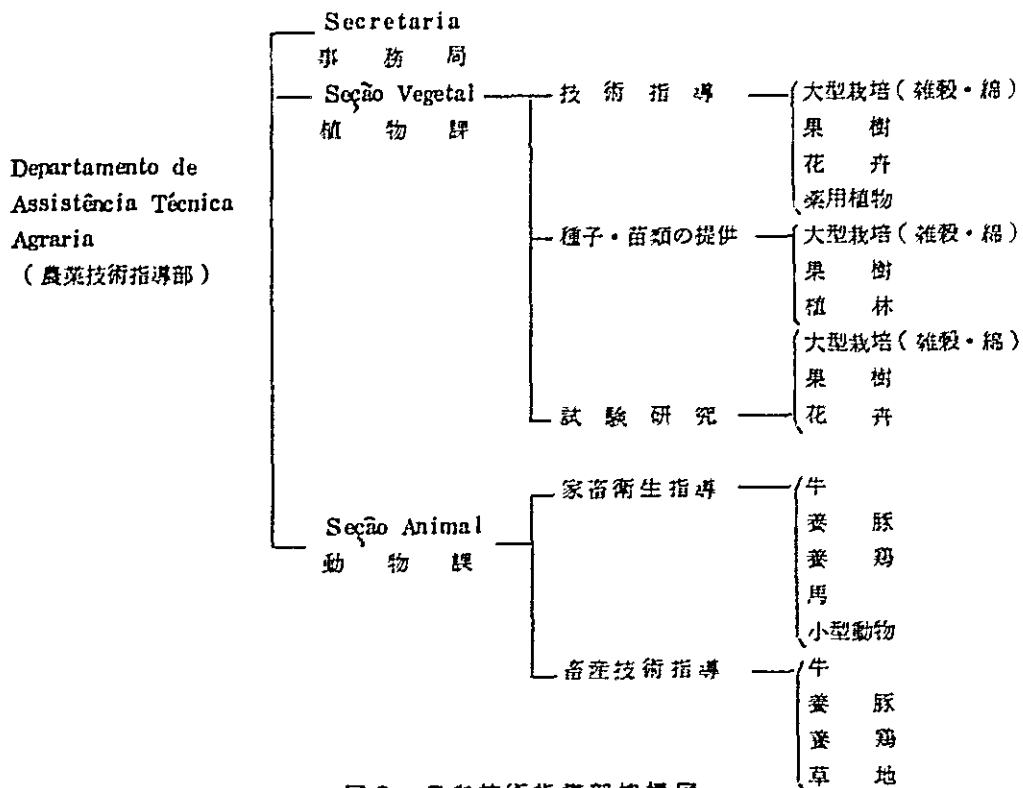 Departamento de
Assistência Técnica
Agraria
(農業技術指導部)
Secretaria
事務局
Seção Vegetal
植物課
技術指導
大型栽培(雑穀・綿)
果樹
花卉
薬用植物
種子・苗類の提供
大型栽培(雑穀・綿)
果樹
植林
試験研究
大型栽培(雑穀・綿)
果樹
花卉
Seção Animal
動物課
家畜衛生指導
牛
養豚
養鶏
馬
小型動物
畜産技術指導
牛
養豚
養鶏
草地